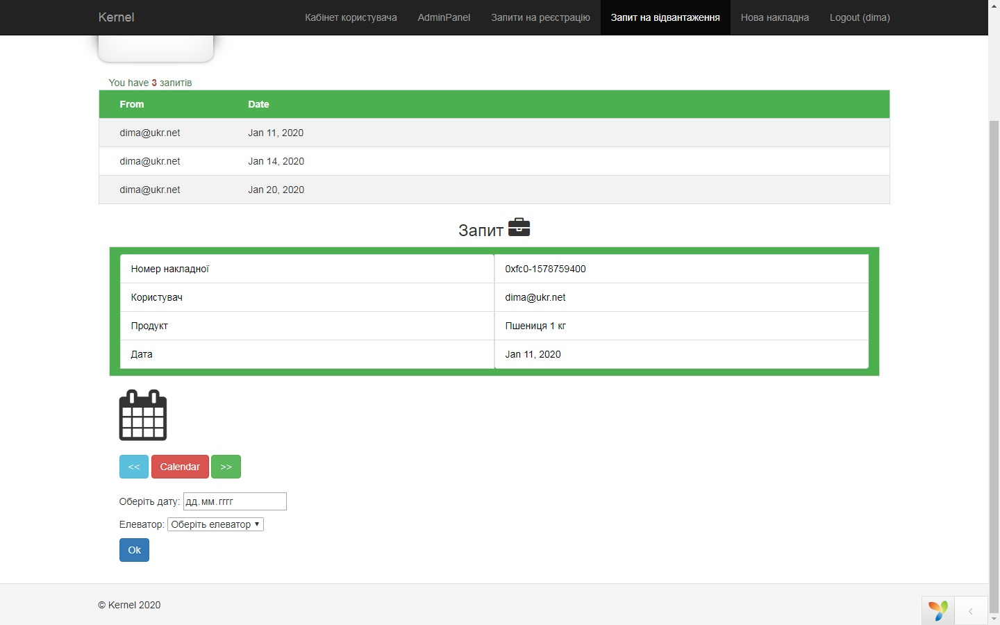 Kernel Кабінет користувача AdminPanel Запити на реєстрацію Запит на відвантаження Нова накладна Logout (dima)
You have 3 запитів
From Date
dima@ukr.net Jan 11, 2020
dima@ukr.net Jan 14, 2020
dima@ukr.net Jan 20, 2020
Запит
Номер накладної 0xfc0-1578759400
Користувач dima@ukr.net
Продукт Пшениця 1 кг
Дата Jan 11, 2020
<< Calendar >>
Оберіть дату: дд.мм.гггг
Елеватор: Оберіть елеватор
Ok
© Kernel 2020